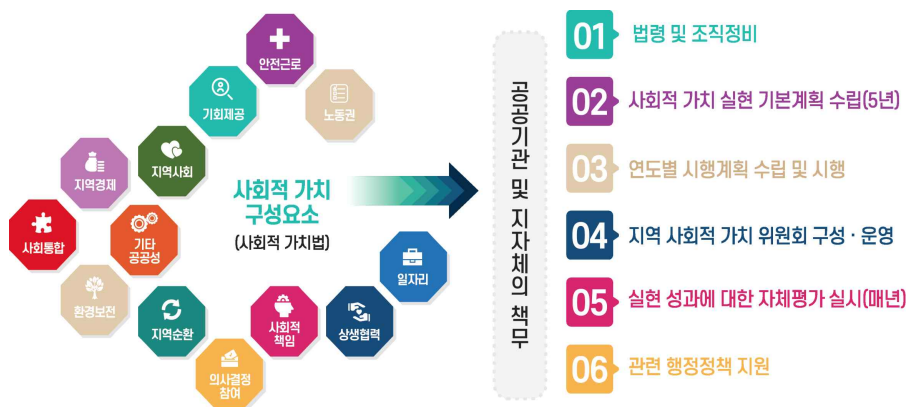 안전근로
기회제공
노동권
지역경제
지역사회
사회통합
기타
공공성
환경보전
지역순환
의사결정
참여
사회적
책임
상생협력
일자리
사회적 가치
구성요소
(사회적 가치법)
공공기관 및 지자체의 책무
01 법령 및 조직정비
02 사회적 가치 실현 기본계획 수립(5년)
03 연도별 시행계획 수립 및 시행
04 지역 사회적 가치 위원회 구성 · 운영
05 실현 성과에 대한 자체평가 실시(매년)
06 관련 행정정책 지원